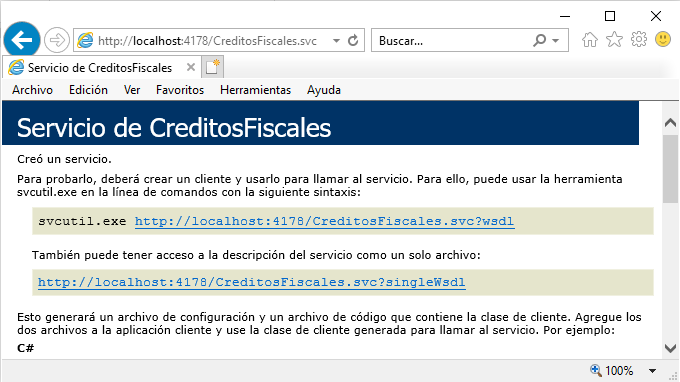 http://localhost:4178/CreditosFiscales.svc
Buscar...
Servicio de CreditosFiscales
Archivo Edición Ver Favoritos Herramientas Ayuda
Servicio de CreditosFiscales
Creó un servicio.
Para probarlo, deberá crear un cliente y usarlo para llamar al servicio. Para ello, puede usar la herramienta
svcutil.exe en la línea de comandos con la siguiente sintaxis:
svcutil.exe http://localhost:4178/CreditosFiscales.svc?wsdl
También puede tener acceso a la descripción del servicio como un solo archivo:
http://localhost:4178/CreditosFiscales.svc?singleWsdl
Esto generará un archivo de configuración y un archivo de código que contiene la clase de cliente. Agregue los
dos archivos a la aplicación cliente y use la clase de cliente generada para llamar al servicio. Por ejemplo:
C#
100%